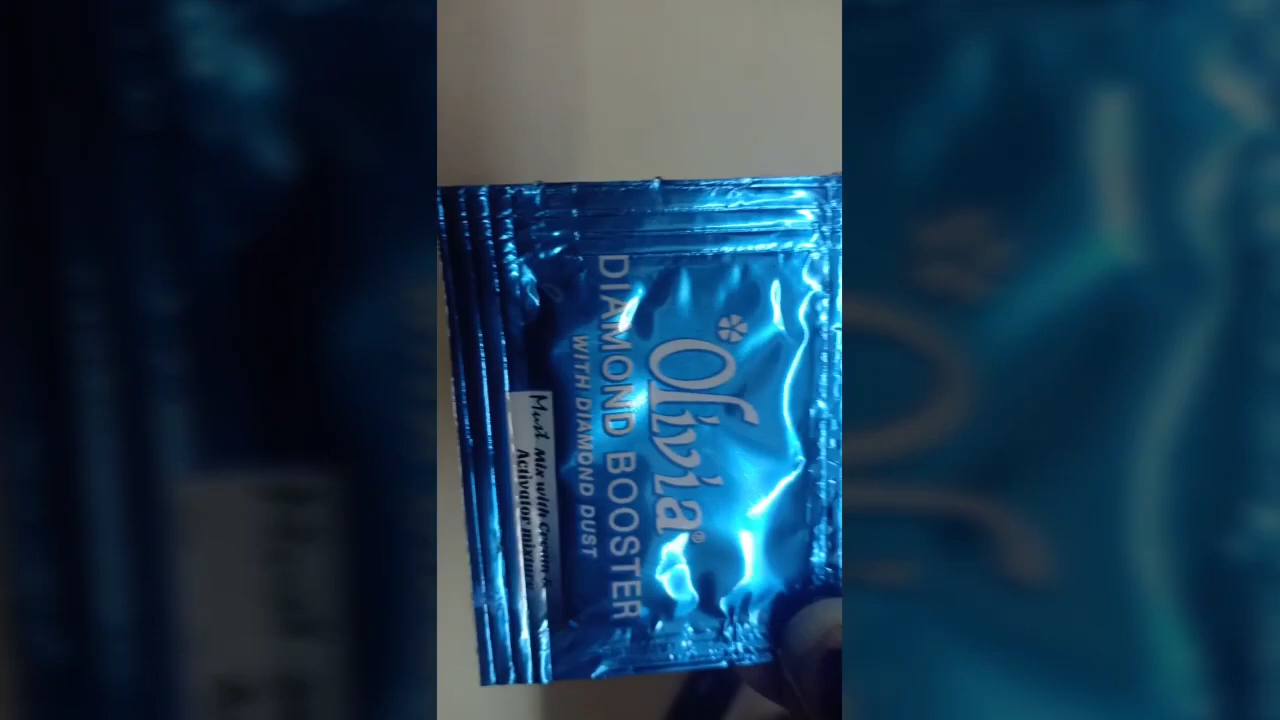 Olivia®
DIAMOND BOOSTER
WITH DIAMOND DUST
Must Mix with Cream &
Activator mixture